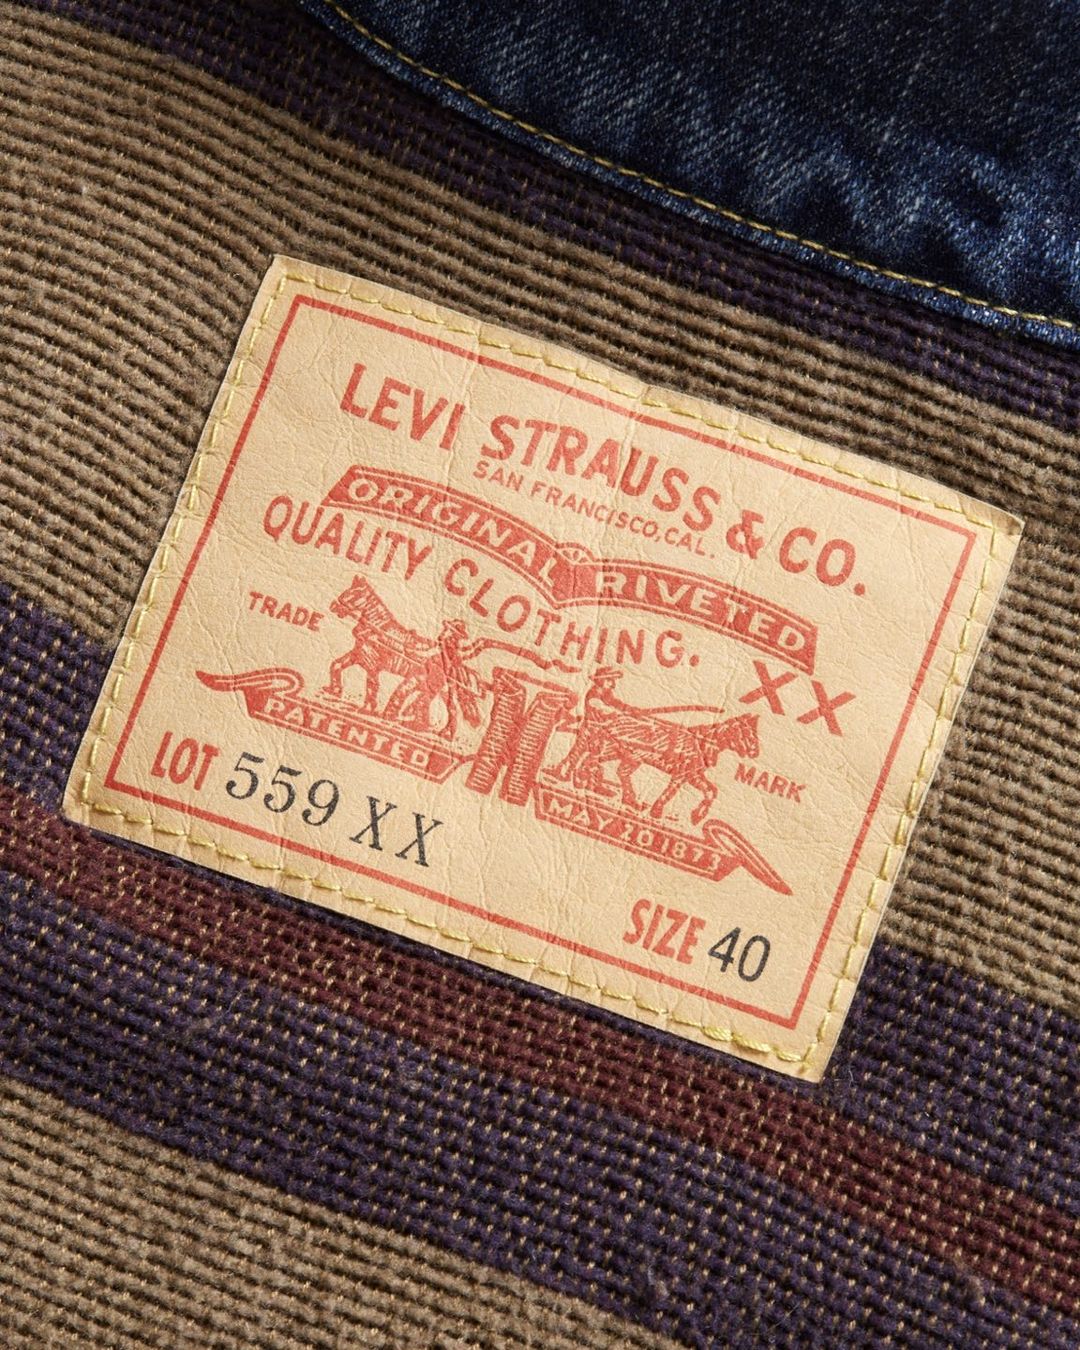 LEVI STRAUSS & CO.
SAN FRANCISCO, CAL.
ORIGINAL RIVETED
QUALITY CLOTHING.
XX
TRADE
MARK
PATENTED
MAY 20 1873
LOT 559 XX
SIZE 40